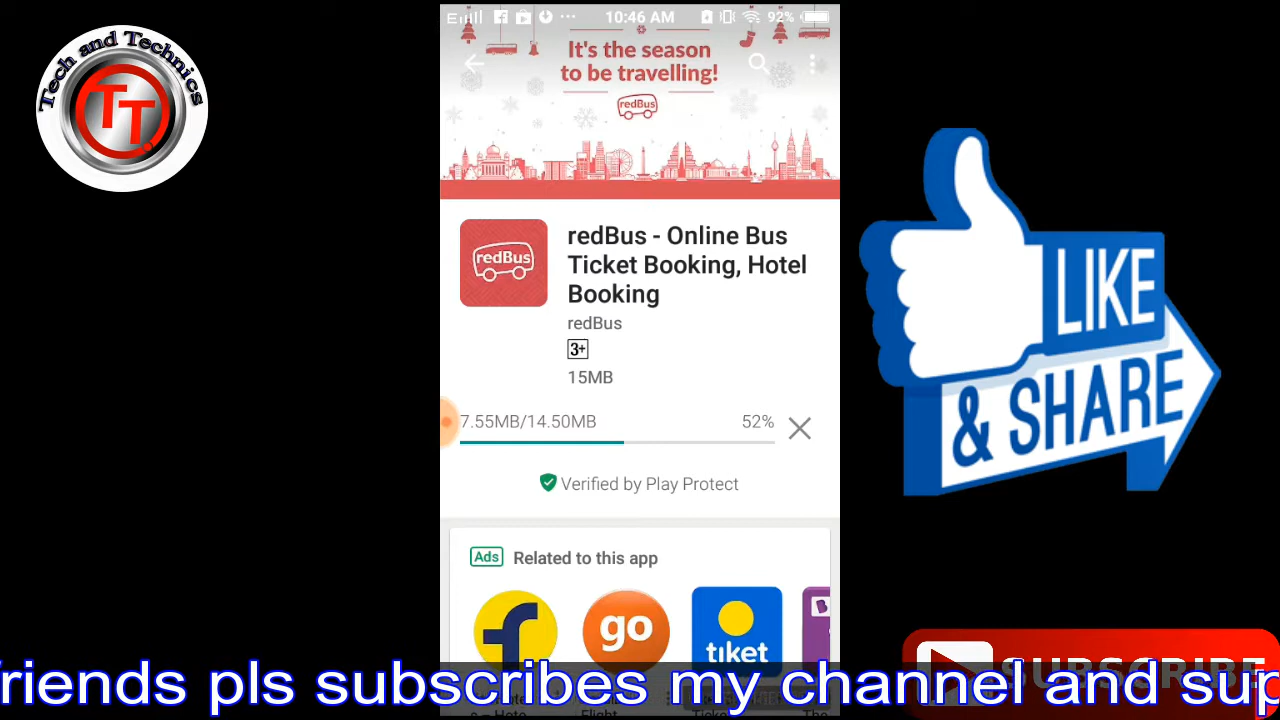 Tech and Technics
TT
10:46 AM
92%
It's the season
to be travelling!
redBus
redBus
redBus - Online Bus
Ticket Booking, Hotel
Booking
redBus
3+
15MB
7.55MB/14.50MB
52%
Verified by Play Protect
Ads
Related to this app
f
go
tiket
LIKE
& SHARE
SUBSCRIBE
riends pls subscribes my channel and sup